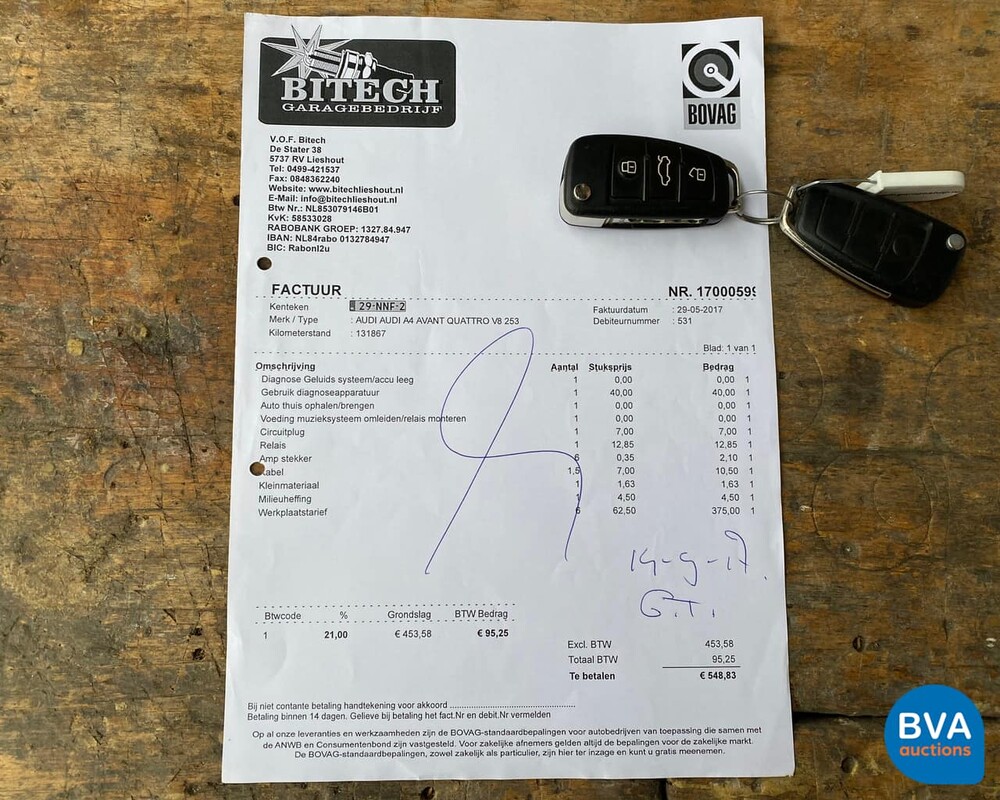 BITECH
GARAGEBEDRIJF
BOVAG
V.O.F. Bitech
De Stater 38
5737 RV Lieshout
Tel: 0499-421537
Fax: 0848362240
Website: www.bitechlieshout.nl
E-Mail: info@bitechlieshout.nl
Btw Nr.: NL853079146B01
KvK: 58533028
RABOBANK GROEP: 1327.84.947
IBAN: NL84rabo 0132784947
BIC: Rabonl2u
FACTUUR NR. 17000599
Kenteken : 29-NNF-2 Faktuurdatum : 29-05-2017
Merk / Type : AUDI AUDI A4 AVANT QUATTRO V8 253 Debiteurnummer : 531
Kilometerstand : 131867
Blad: 1 van 1
Omschrijving Aantal Stuksprijs Bedrag
Diagnose Geluids systeem/accu leeg 1 0,00 0,00 1
Gebruik diagnoseapparatuur 1 40,00 40,00 1
Auto thuis ophalen/brengen 1 0,00 0,00 1
Voeding muzieksysteem omleiden/relais monteren 1 0,00 0,00 1
Circuitplug 1 7,00 7,00 1
Relais 1 12,85 12,85 1
Amp stekker 6 0,35 2,10 1
Kabel 1,5 7,00 10,50 1
Kleinmateriaal 1 1,63 1,63 1
Milieuheffing 1 4,50 4,50 1
Werkplaatstarief 6 62,50 375,00 1
14-9-17.
G.T.
Btwcode % Grondslag BTW Bedrag
1 21,00 € 453,58 € 95,25
Excl. BTW 453,58
Totaal BTW 95,25
Te betalen € 548,83
Bij niet contante betaling handtekening voor akkoord ................................................
Betaling binnen 14 dagen. Gelieve bij betaling het fact.Nr en debit.Nr vermelden
Op al onze leveranties en werkzaamheden zijn de BOVAG-standaardbepalingen voor autobedrijven van toepassing die samen met
de ANWB en Consumentenbond zijn vastgesteld. Voor zakelijke afnemers gelden altijd de bepalingen voor de zakelijke markt.
De BOVAG-standaardbepalingen, zowel zakelijk als particulier, zijn hier ter inzage en kunt u gratis meenemen.
BVA
auctions